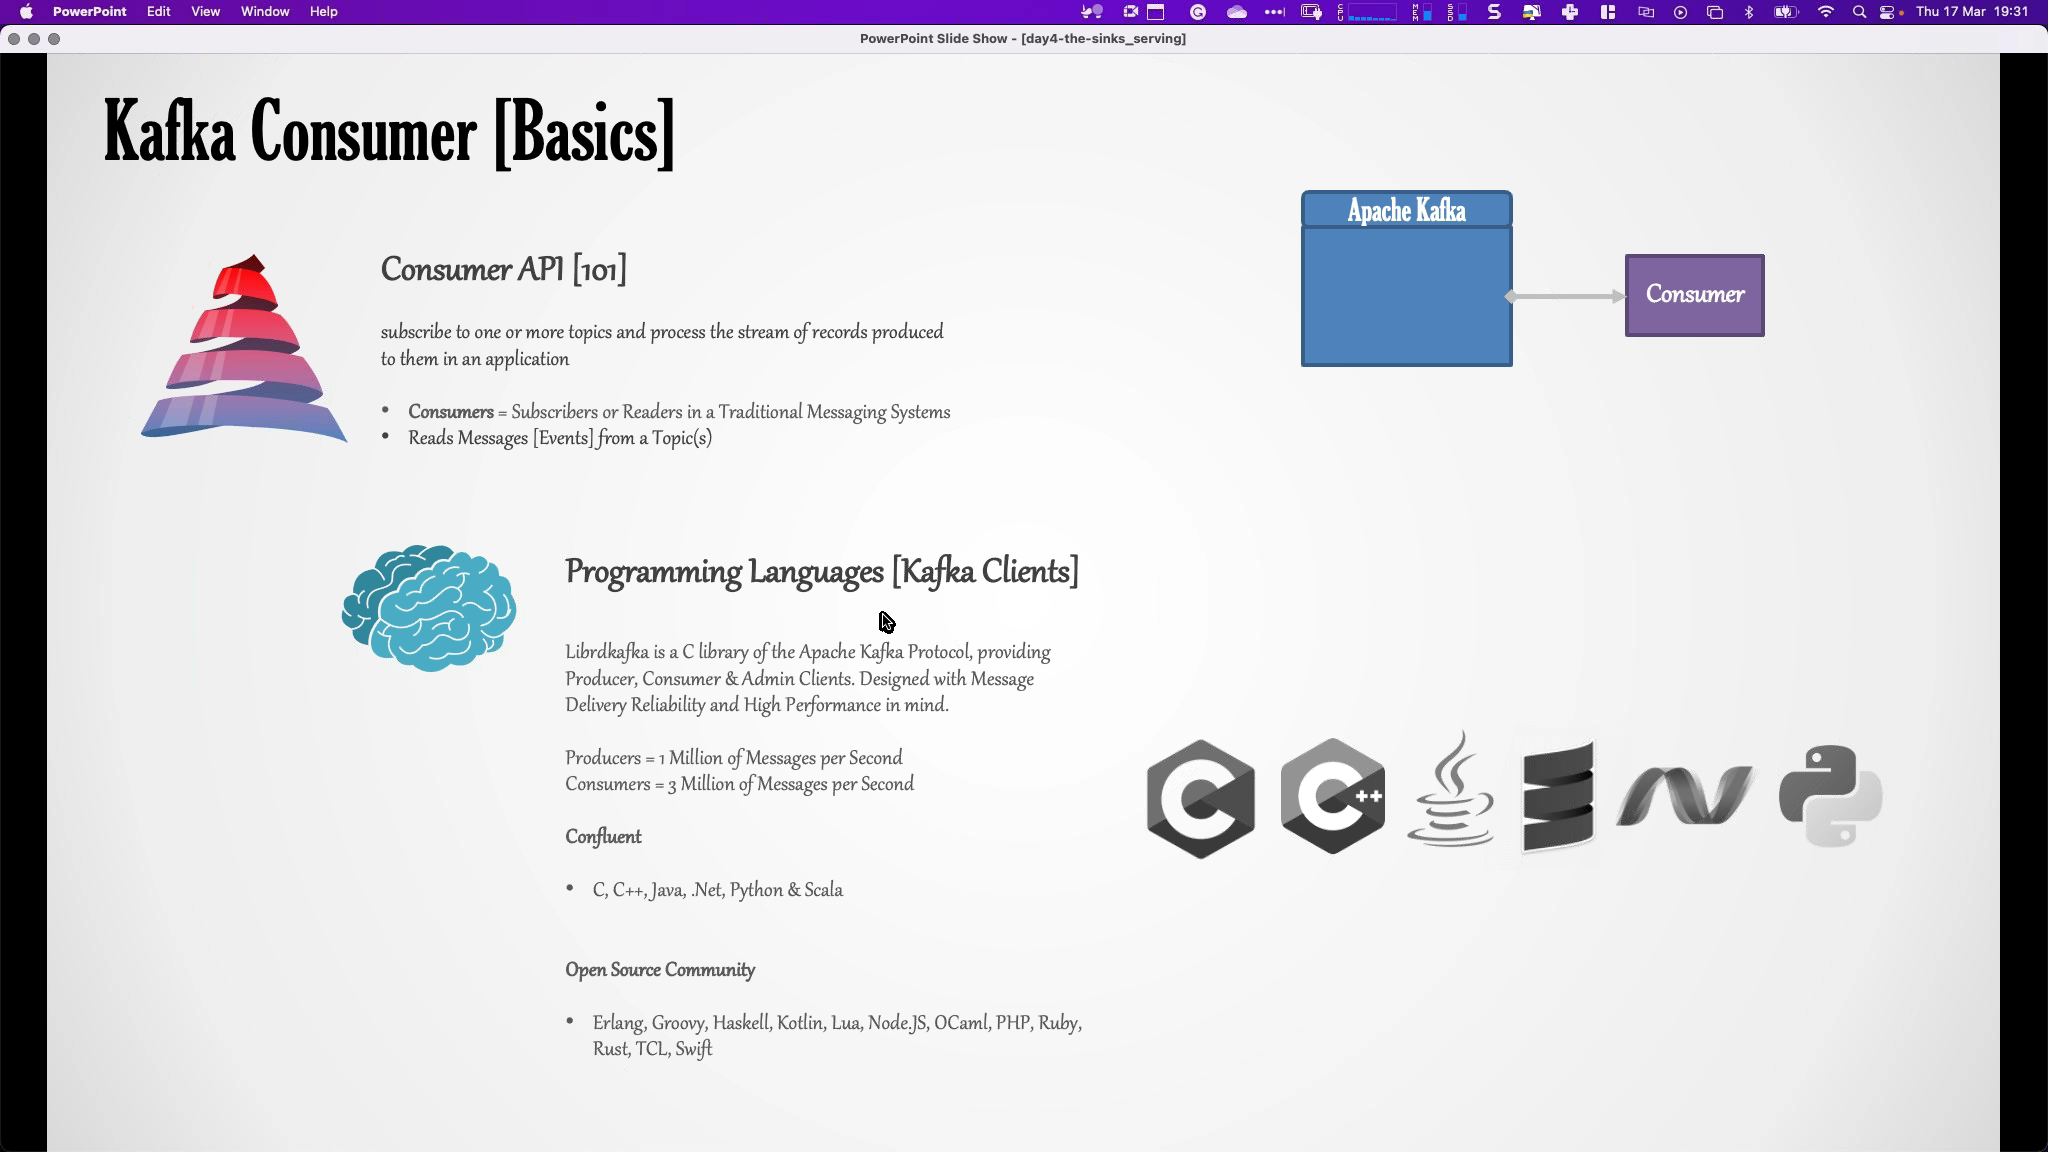 PowerPoint Edit View Window Help
Thu 17 Mar 19:31
PowerPoint Slide Show - [day4-the-sinks_serving]
Kafka Consumer [Basics]
Apache Kafka
Consumer
Consumer API [101]
subscribe to one or more topics and process the stream of records produced
to them in an application
• Consumers = Subscribers or Readers in a Traditional Messaging Systems
• Reads Messages [Events] from a Topic(s)
Programming Languages [Kafka Clients]
Librdkafka is a C library of the Apache Kafka Protocol, providing
Producer, Consumer & Admin Clients. Designed with Message
Delivery Reliability and High Performance in mind.
Producers = 1 Million of Messages per Second
Consumers = 3 Million of Messages per Second
C
C++
Confluent
• C, C++, Java, .Net, Python & Scala
Open Source Community
• Erlang, Groovy, Haskell, Kotlin, Lua, Node.JS, OCaml, PHP, Ruby,
Rust, TCL, Swift